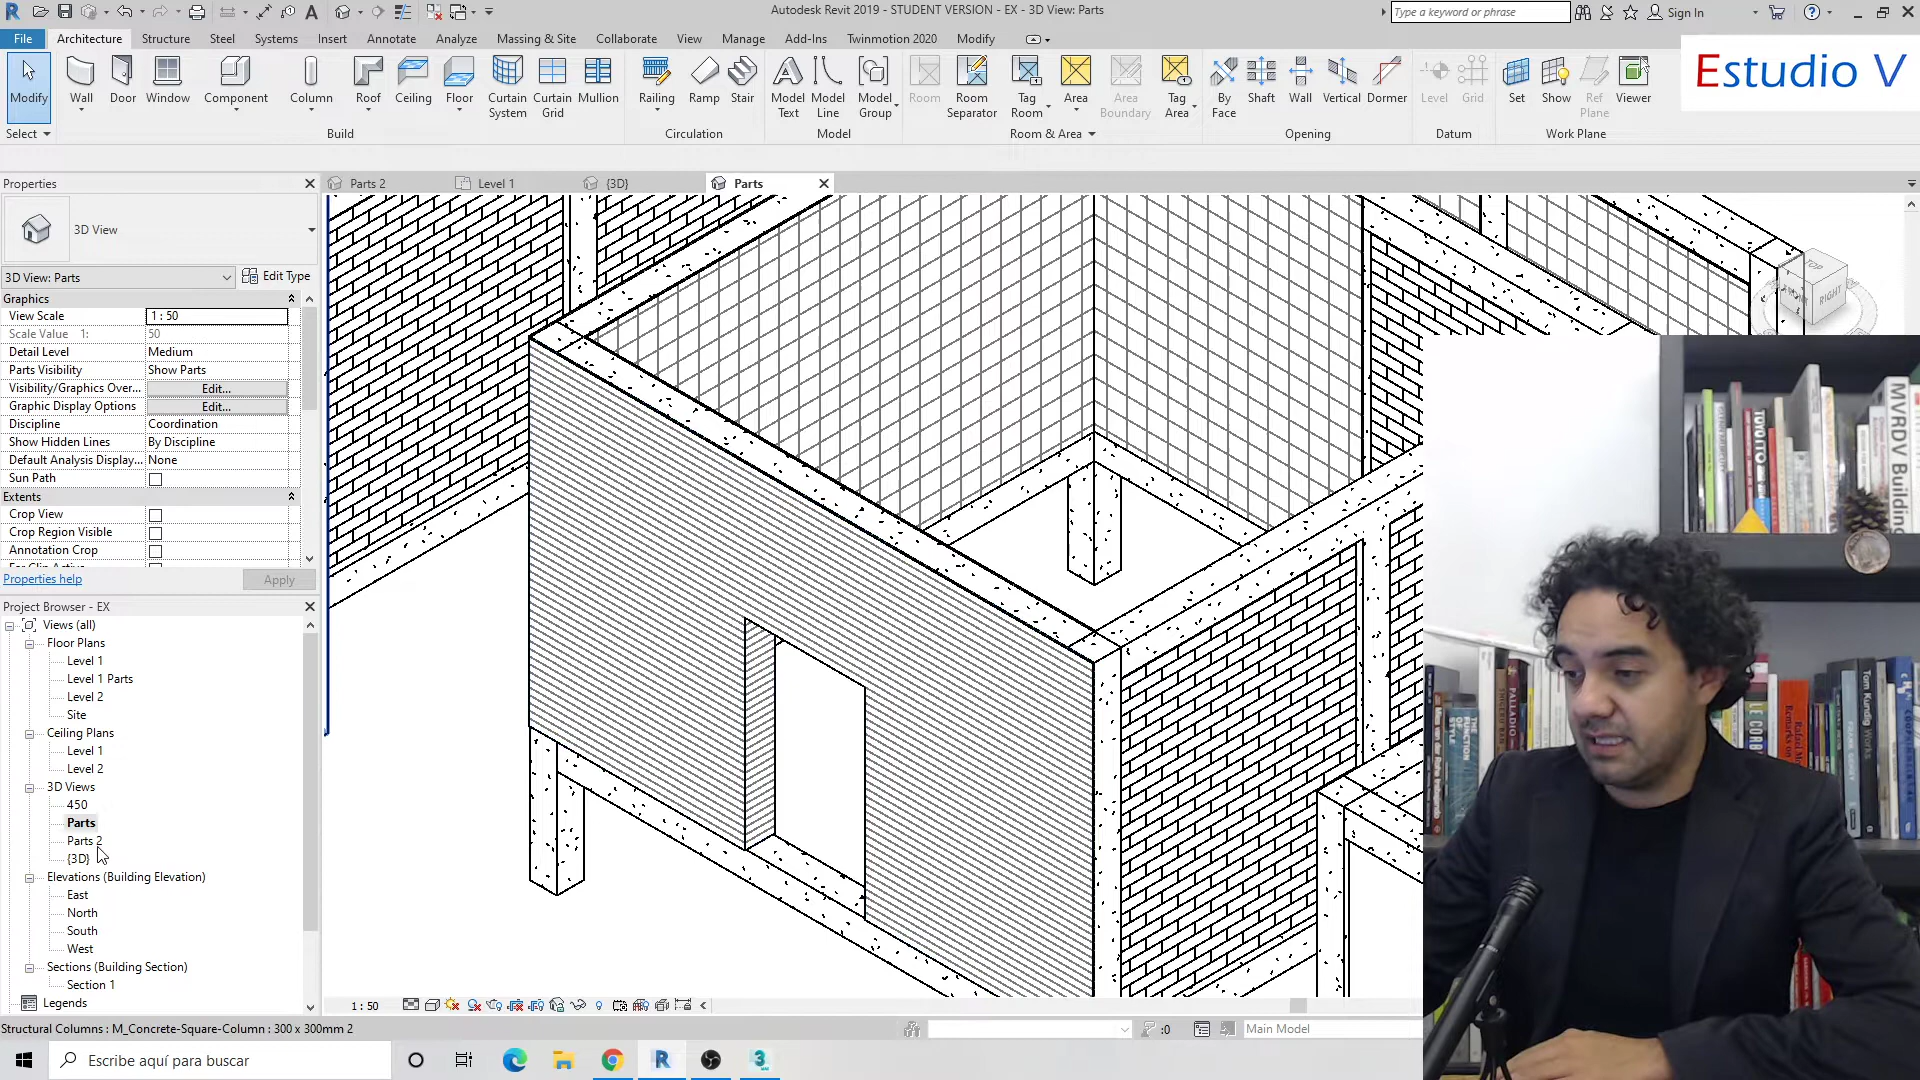 Autodesk Revit 2019 - STUDENT VERSION - EX - 3D View: Parts
Type a keyword or phrase
Sign In
File Architecture Structure Steel Systems Insert Annotate Analyze Massing & Site Collaborate View Manage Add-Ins Twinmotion 2020 Modify
Modify Wall Door Window Component Column Roof Ceiling Floor Curtain System Curtain Grid Mullion Railing Ramp Stair Model Text Model Line Model Group Room Room Separator Tag Room Area Area Boundary Tag Area By Face Shaft Wall Vertical Dormer Level Grid Set Show Ref Plane Viewer
Select Build Circulation Model Room & Area Opening Datum Work Plane
Estudio V
Properties
Parts 2 Level 1 {3D} Parts
3D View
3D View: Parts Edit Type
Graphics
View Scale 1 : 50
Scale Value 1: 50
Detail Level Medium
Parts Visibility Show Parts
Visibility/Graphics Over... Edit...
Graphic Display Options Edit...
Discipline Coordination
Show Hidden Lines By Discipline
Default Analysis Display... None
Sun Path
Extents
Crop View
Crop Region Visible
Annotation Crop
Properties help Apply
Project Browser - EX
Views (all)
Floor Plans
Level 1
Level 1 Parts
Level 2
Site
Ceiling Plans
Level 1
Level 2
3D Views
450
Parts
Parts 2
{3D}
Elevations (Building Elevation)
East
North
South
West
Sections (Building Section)
Section 1
Legends
TOP
RIGHT
MVRDV Buildings
TOYO ITO
PALLADIO
Tom Kundig Works
1 : 50
Structural Columns : M_Concrete-Square-Column : 300 x 300mm 2
:0
Main Model
Escribe aquí para buscar